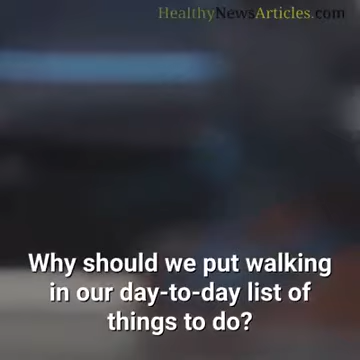 HealthyNewsArticles.com
Why should we put walking
in our day-to-day list of
things to do?